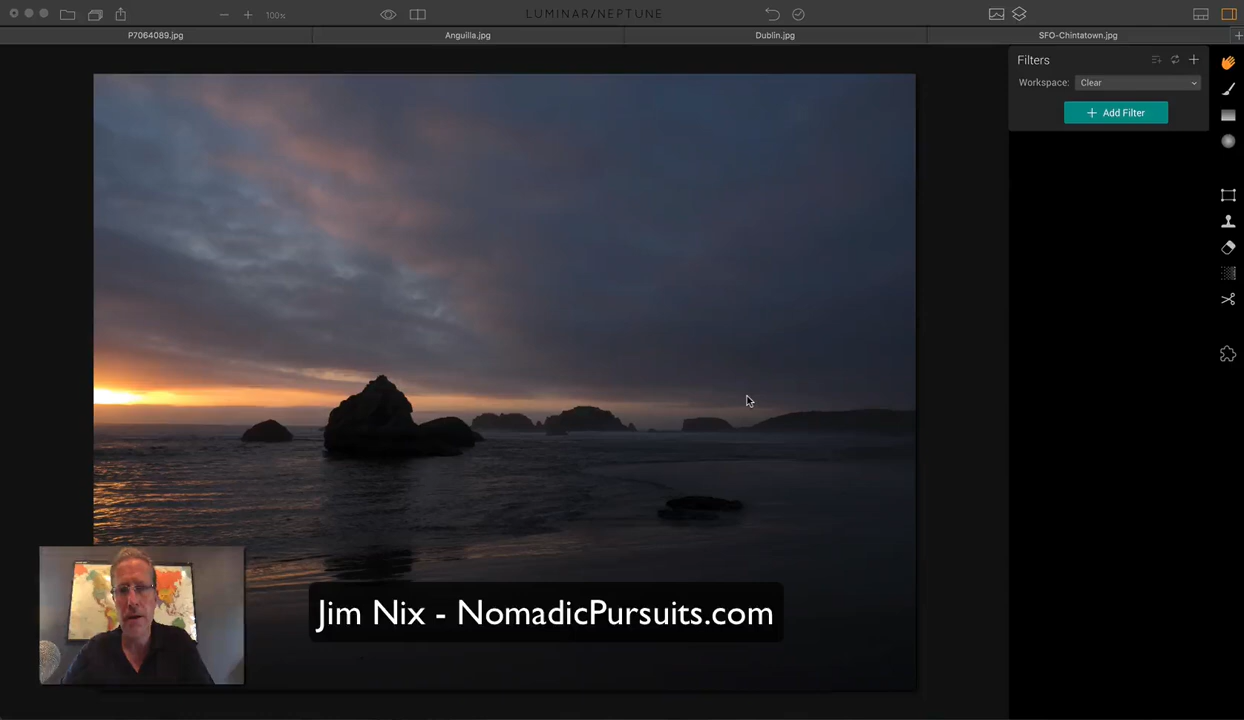 100%
LUMINAR/NEPTUNE
P7064089.jpg
Anguilla.jpg
Dublin.jpg
SFO-Chintatown.jpg
Filters
Workspace:
Clear
Add Filter
Jim Nix - NomadicPursuits.com